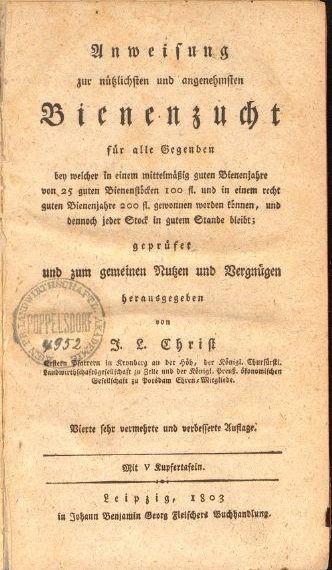 Anweisung
zur nützlichsten und angenehmsten
Bienenzucht
für alle Gegenden
bey welcher in einem mittelmäßig guten Bienenjahre
von 25 guten Bienenstöcken 100 fl. und in einem recht
guten Bienenjahre 200 fl. gewonnen werden können, und
dennoch jeder Stock in gutem Stande bleibt;
geprüfet
und zum gemeinen Nutzen und Vergnügen
herausgegeben
von
J. L. Christ
Erstern Pfarrern in Kronberg an der Höh, der Königl. Churfürstl.
Landwirthschaftsgesellschaft zu Zelle und der Königl. Preuß. ökonomischen
Gesellschaft zu Potsdam Ehren-Mitgliede.
POPPELSDORF
4952
Vierte sehr vermehrte und verbesserte Auflage.
Mit V Kupfertafeln.
Leipzig, 1803
in Johann Benjamin Georg Fleischers Buchhandlung.